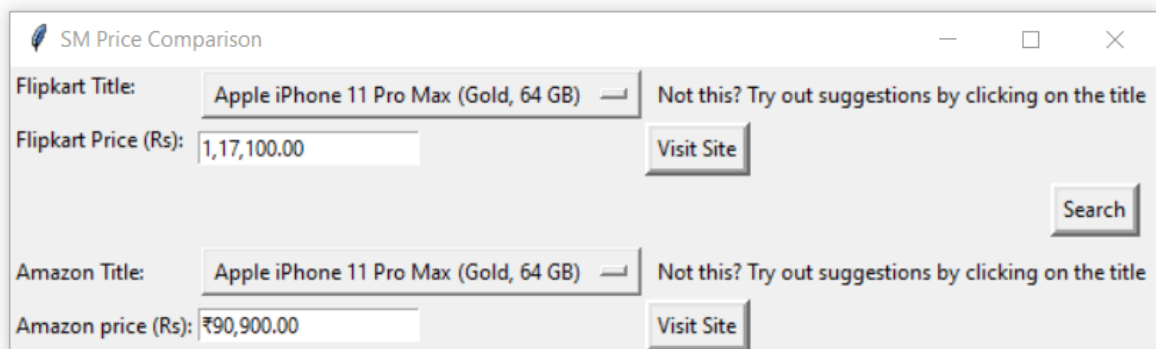 SM Price Comparison
Flipkart Title: Apple iPhone 11 Pro Max (Gold, 64 GB) Not this? Try out suggestions by clicking on the title
Flipkart Price (Rs): 1,17,100.00 Visit Site
Search
Amazon Title: Apple iPhone 11 Pro Max (Gold, 64 GB) Not this? Try out suggestions by clicking on the title
Amazon price (Rs): ₹90,900.00 Visit Site